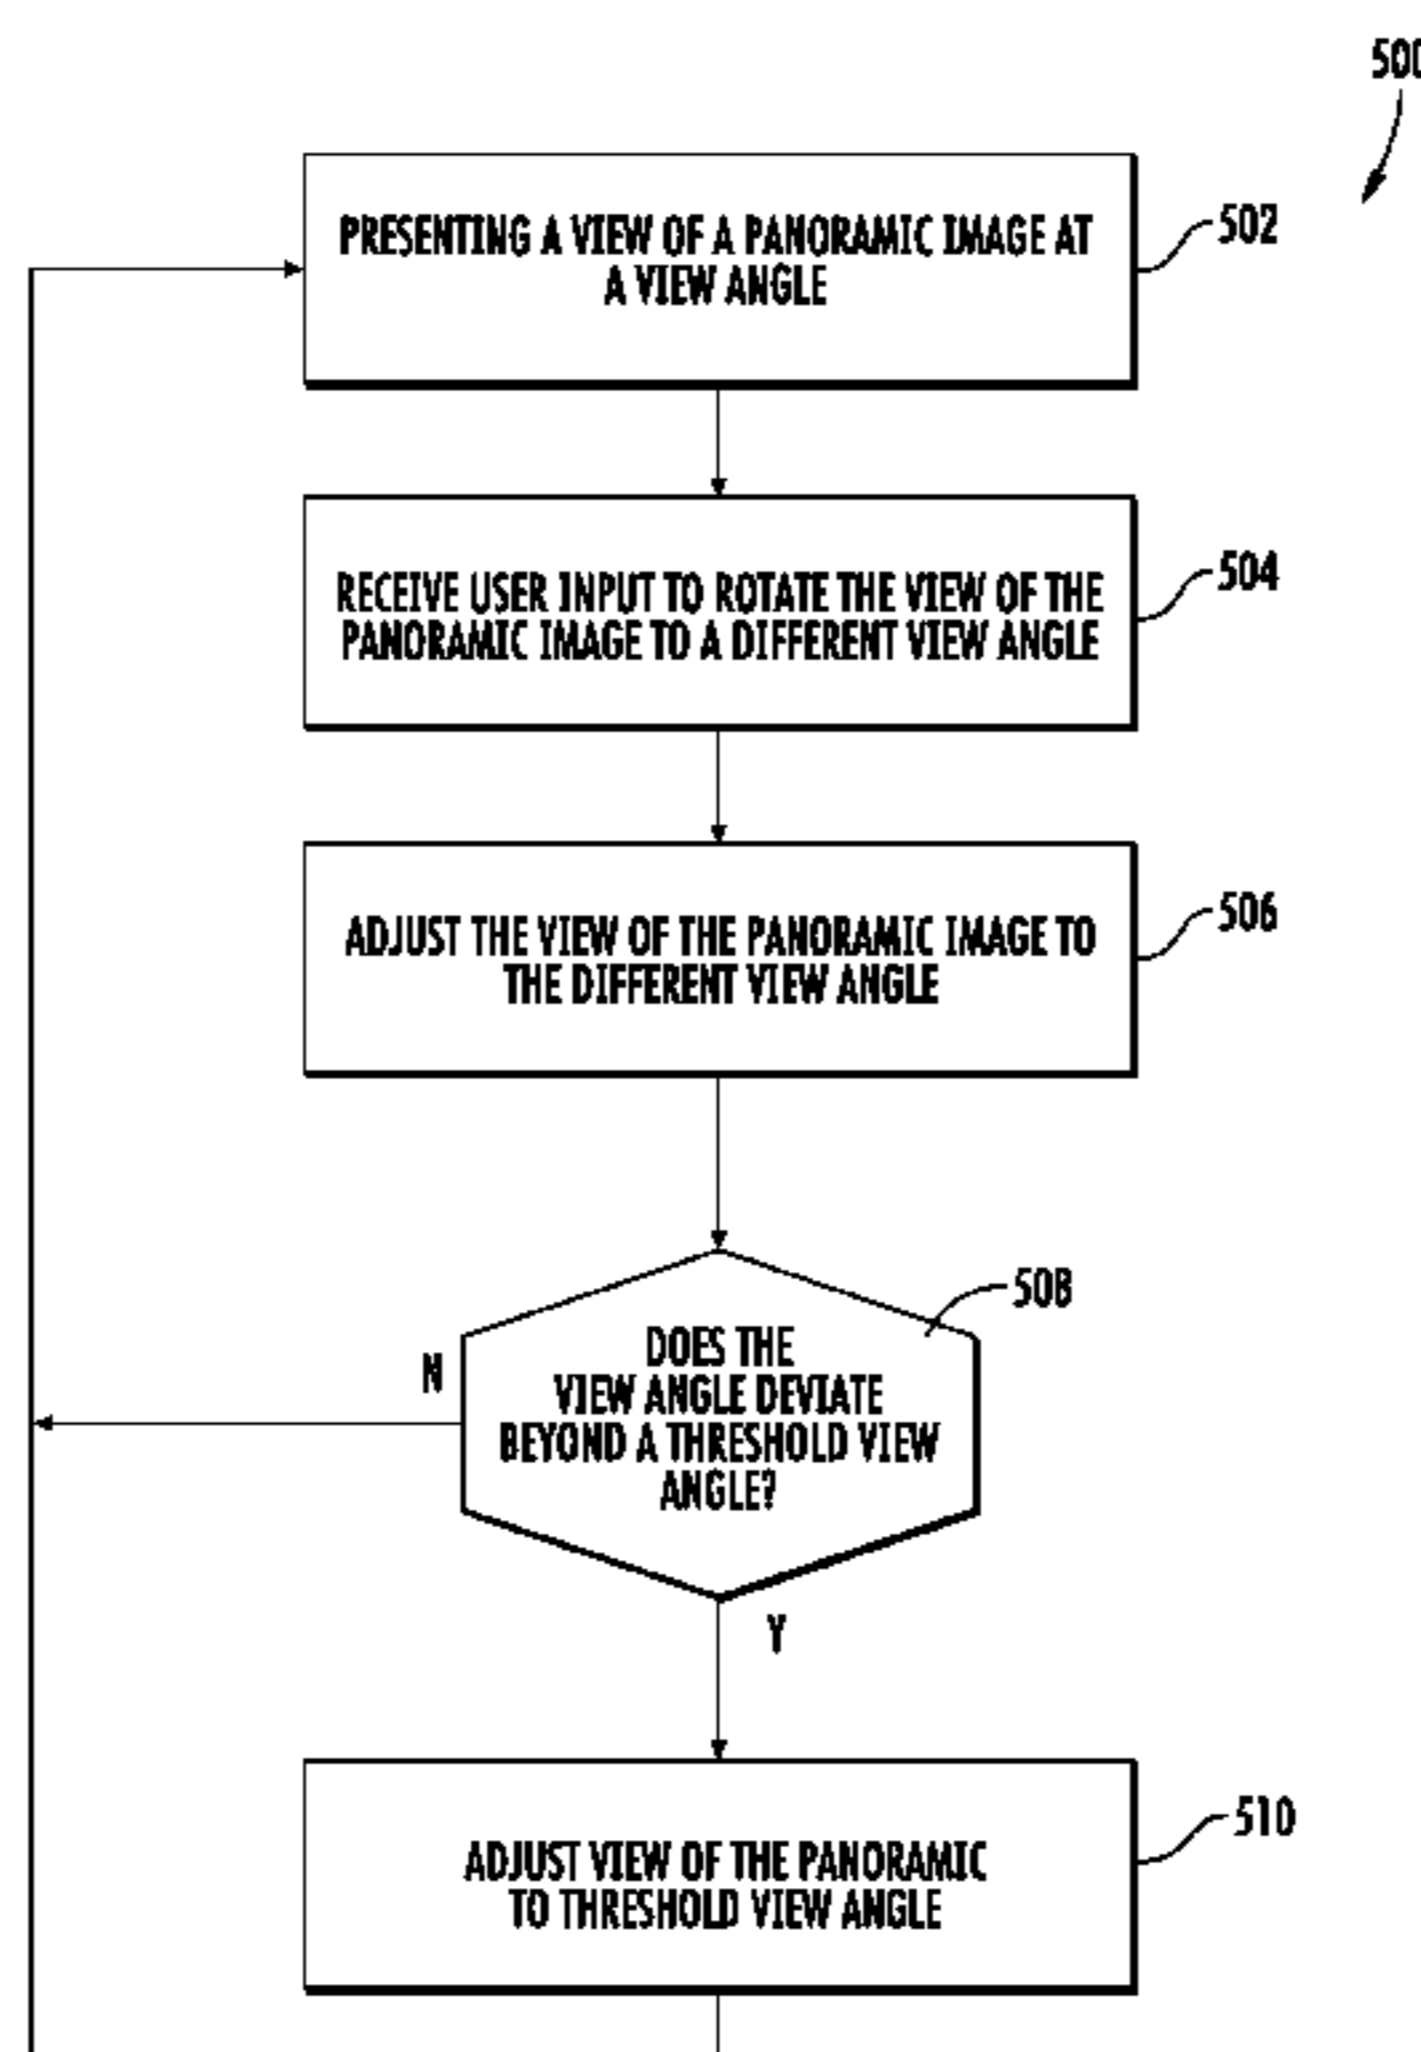 500
PRESENTING A VIEW OF A PANORAMIC IMAGE AT
A VIEW ANGLE
502
RECEIVE USER INPUT TO ROTATE THE VIEW OF THE
PANORAMIC IMAGE TO A DIFFERENT VIEW ANGLE
504
ADJUST THE VIEW OF THE PANORAMIC IMAGE TO
THE DIFFERENT VIEW ANGLE
506
508
DOES THE
VIEW ANGLE DEVIATE
BEYOND A THRESHOLD VIEW
ANGLE?
N
Y
ADJUST VIEW OF THE PANORAMIC
TO THRESHOLD VIEW ANGLE
510